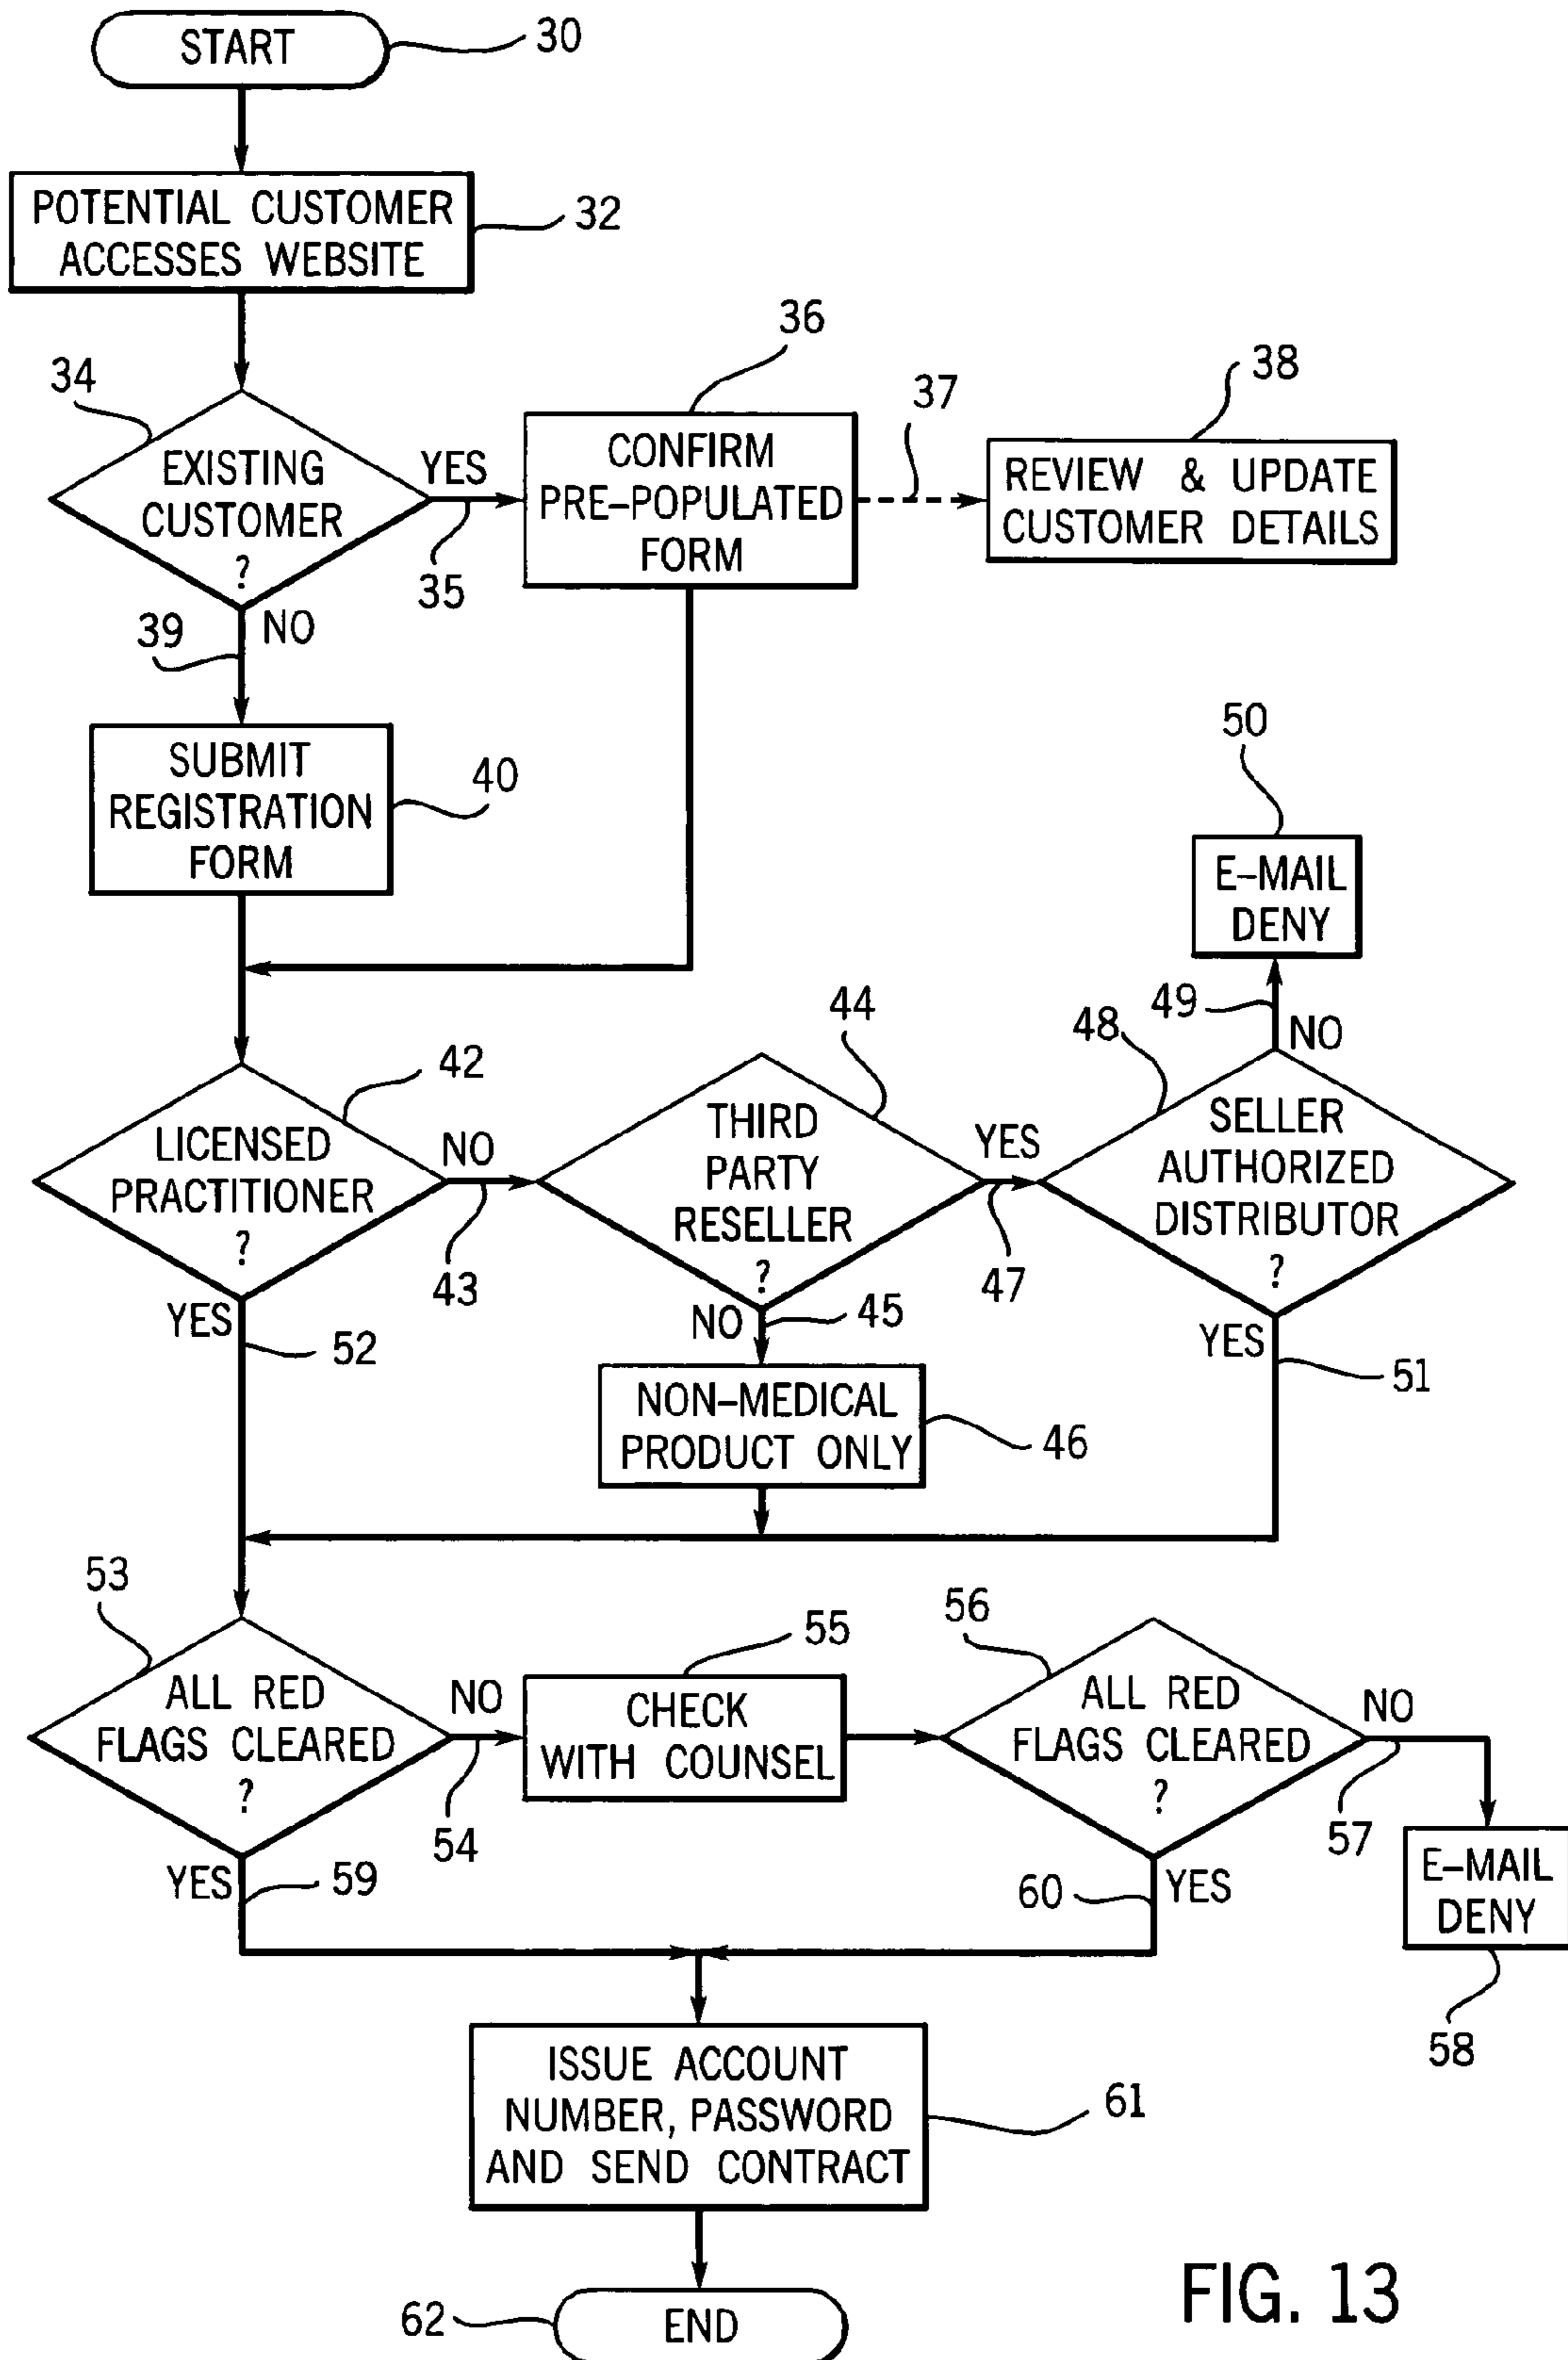 START
30
POTENTIAL CUSTOMER
ACCESSES WEBSITE
32
34
EXISTING
CUSTOMER
?
YES
35
36
CONFIRM
PRE-POPULATED
FORM
37
38
REVIEW & UPDATE
CUSTOMER DETAILS
39
NO
SUBMIT
REGISTRATION
FORM
40
50
E-MAIL
DENY
49
NO
42
LICENSED
PRACTITIONER
?
NO
43
44
THIRD
PARTY
RESELLER
?
YES
47
48
SELLER
AUTHORIZED
DISTRIBUTOR
?
YES
52
NO
45
YES
51
NON-MEDICAL
PRODUCT ONLY
46
53
ALL RED
FLAGS CLEARED
?
NO
54
55
CHECK
WITH COUNSEL
56
ALL RED
FLAGS CLEARED
?
NO
57
E-MAIL
DENY
58
YES
59
60
YES
ISSUE ACCOUNT
NUMBER, PASSWORD
AND SEND CONTRACT
61
62
END
FIG. 13